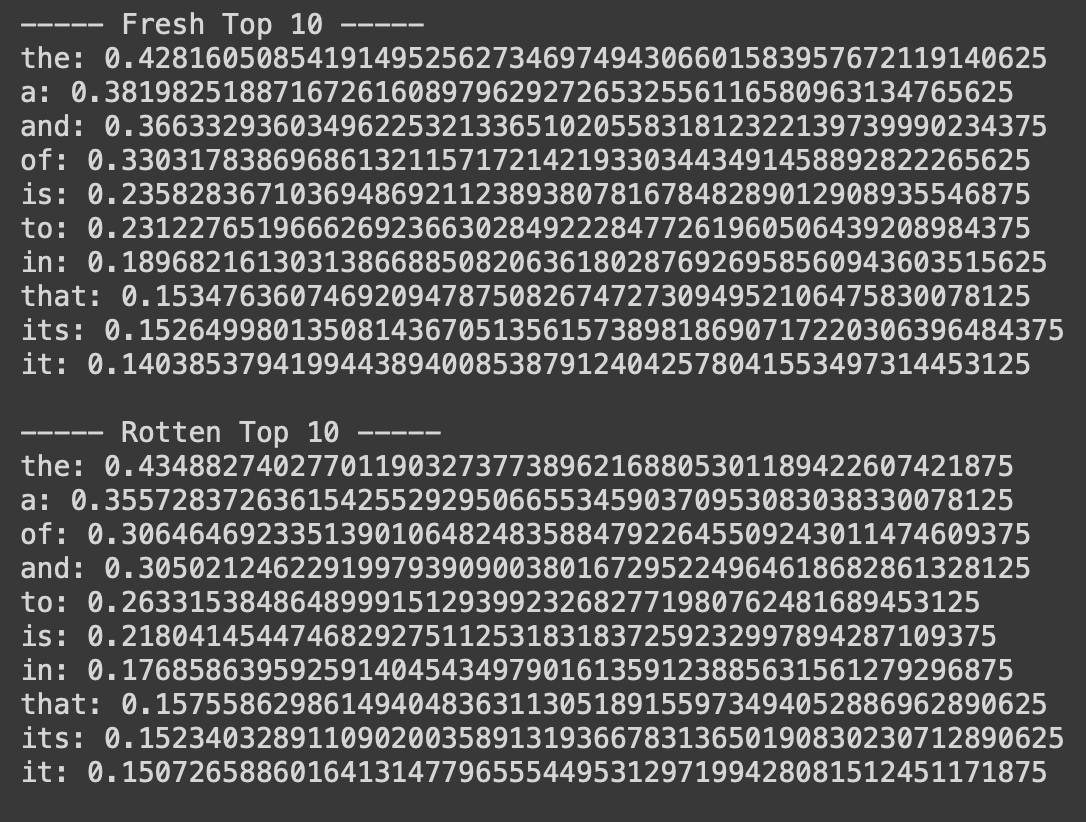 ----- Fresh Top 10 -----
the: 0.428160508541914952562734697494306601583957672119140625
a: 0.381982518871672616089796292726532556116580963134765625
and: 0.366332936034962253213365102055831812322139739990234375
of: 0.330317838696861321157172142193303443491458892822265625
is: 0.235828367103694869211238938078167848289012908935546875
to: 0.231227651966626923663028492228477261960506439208984375
in: 0.1896821613031386688508206361802876926958560943603515625
that: 0.1534763607469209478750826747273094952106475830078125
its: 0.1526499801350814367051356157389818690717220306396484375
it: 0.140385379419944389400853879124042578041553497314453125

----- Rotten Top 10 -----
the: 0.4348827402770119032737738962168805301189422607421875
a: 0.355728372636154255292950665534590370953083038330078125
of: 0.306464692335139010648248358847922645509243011474609375
and: 0.30502124622919979390900380167295224964618682861328125
to: 0.263315384864899915129399232682771980762481689453125
is: 0.2180414544746829275112531831837259232997894287109375
in: 0.17685863959259140454349790161359123885631561279296875
that: 0.15755862986149404836311305189155973494052886962890625
its: 0.1523403289110902003589131936678313650190830230712890625
it: 0.1507265886016413147796555449531297199428081512451171875